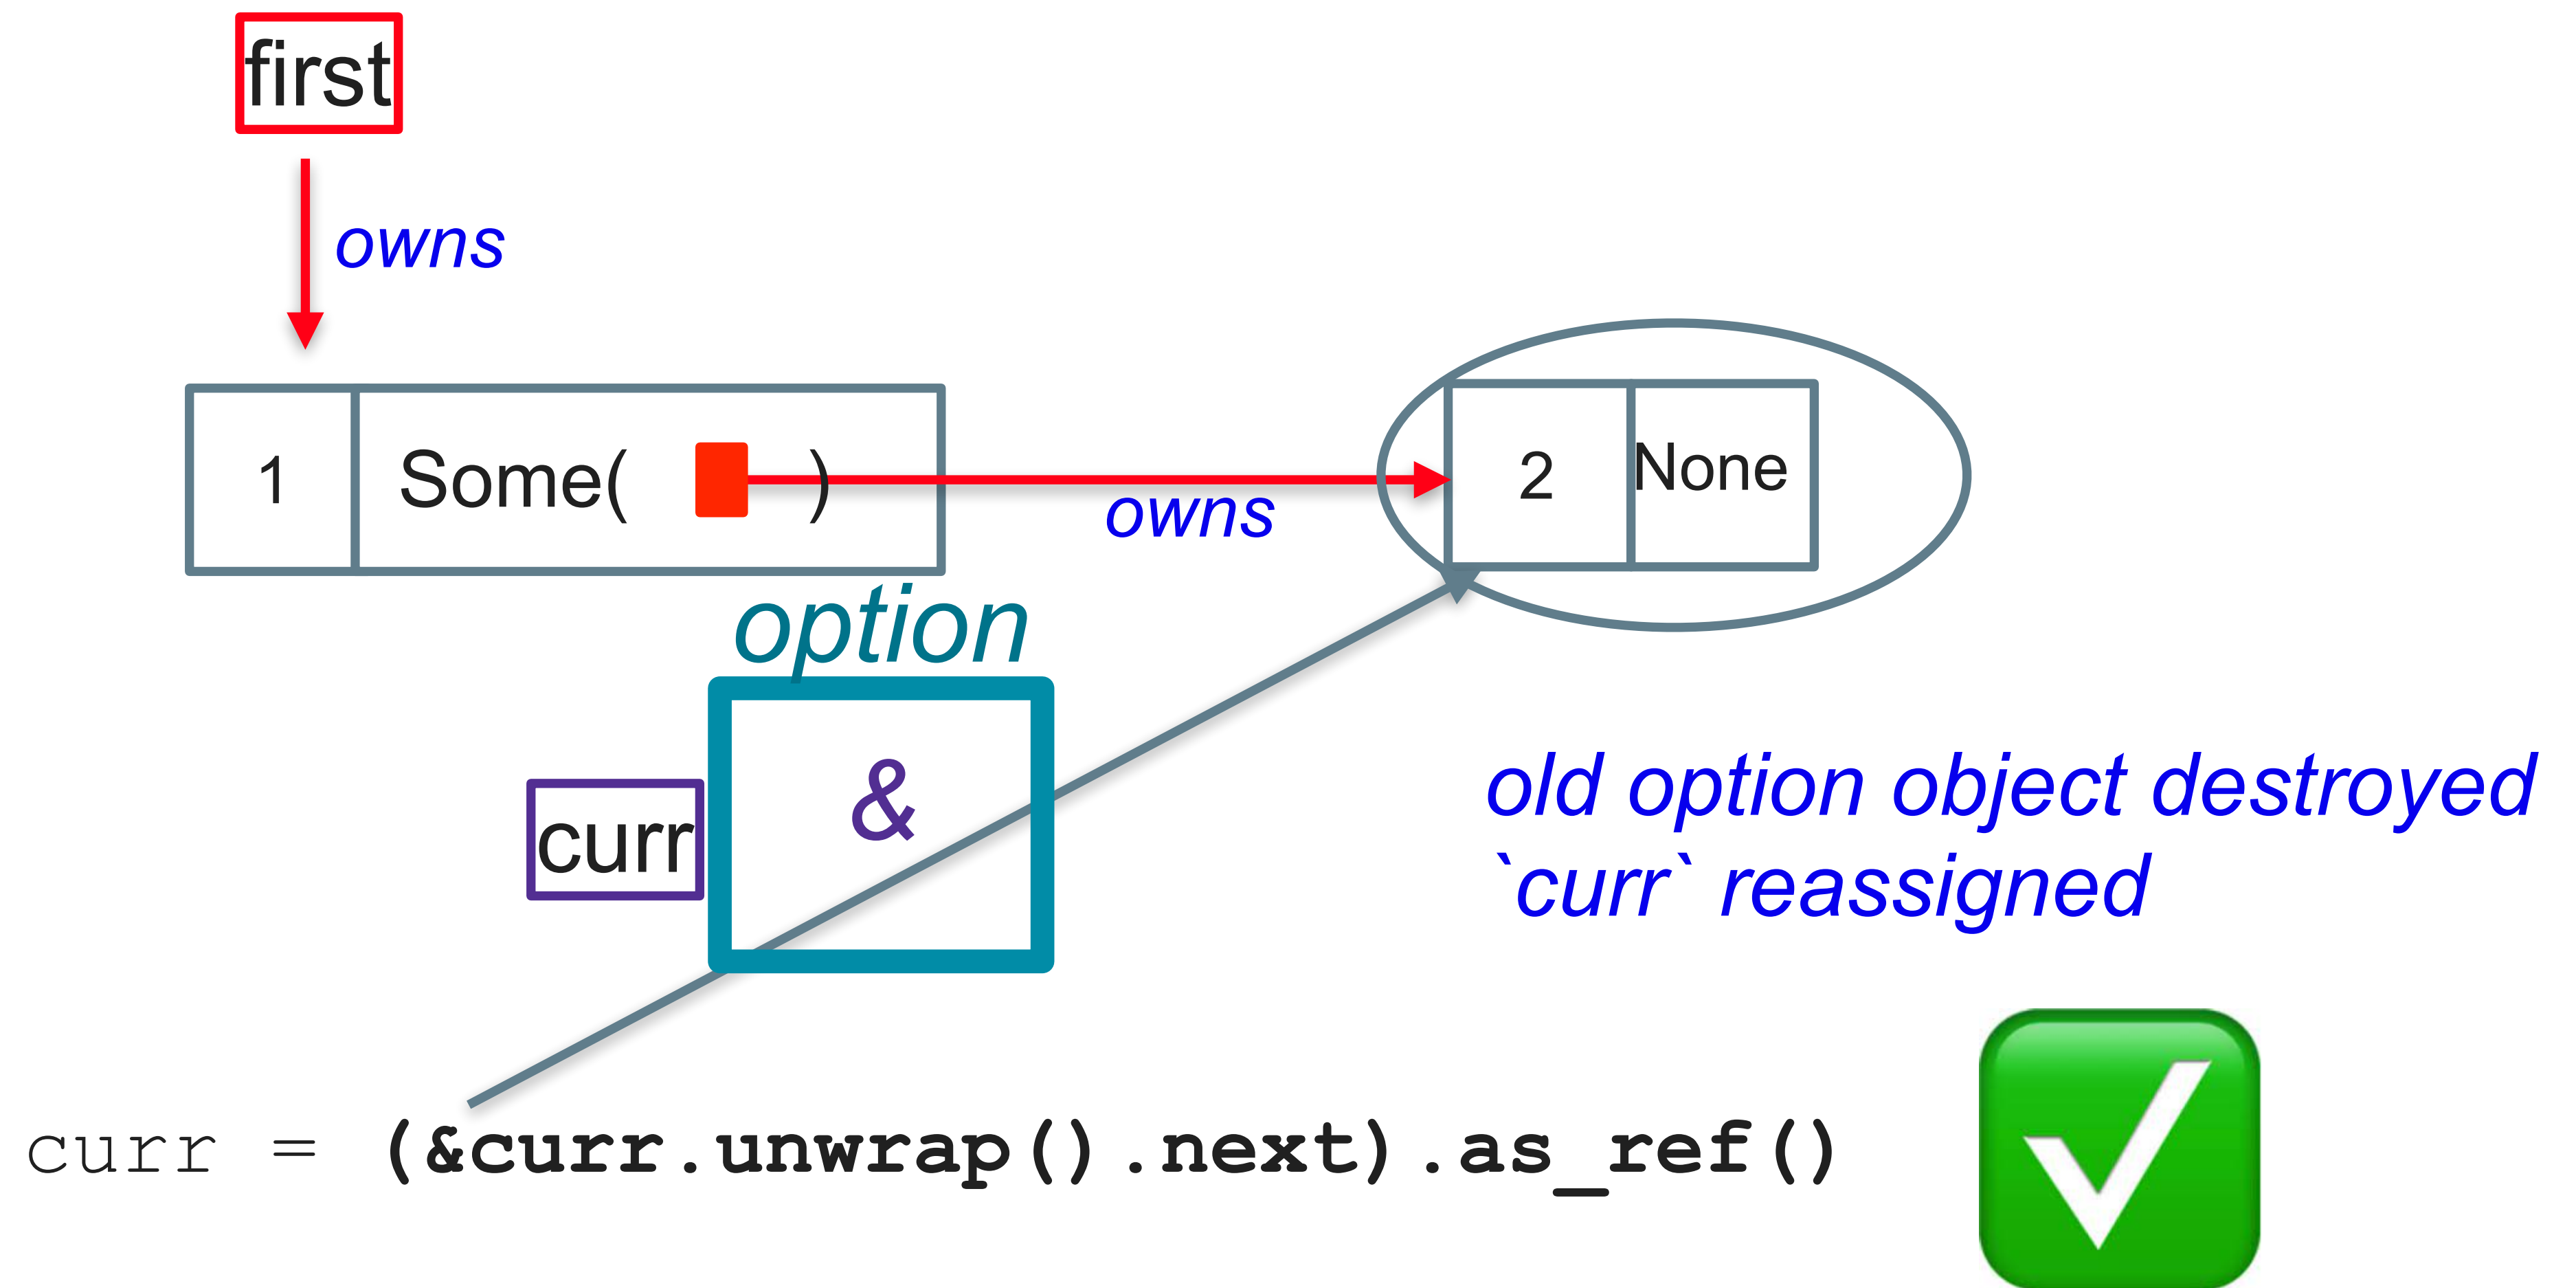 first
owns
1
Some( )
owns
2
None
option
&
curr
old option object destroyed
`curr` reassigned
curr = (&curr.unwrap().next).as_ref()